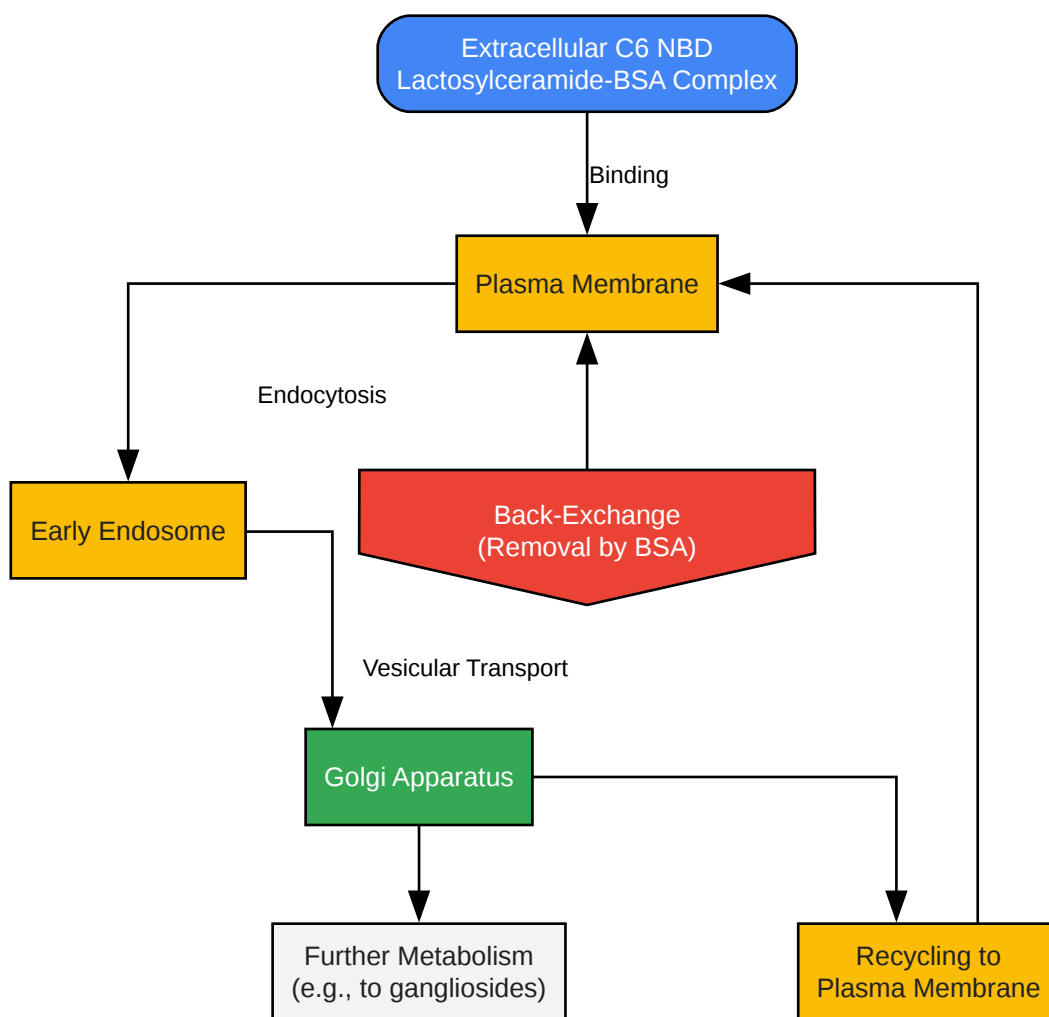 Extracellular C6 NBD
Lactosylceramide-BSA Complex
Binding
Plasma Membrane
Endocytosis
Early Endosome
Back-Exchange
(Removal by BSA)
Vesicular Transport
Golgi Apparatus
Further Metabolism
(e.g., to gangliosides)
Recycling to
Plasma Membrane